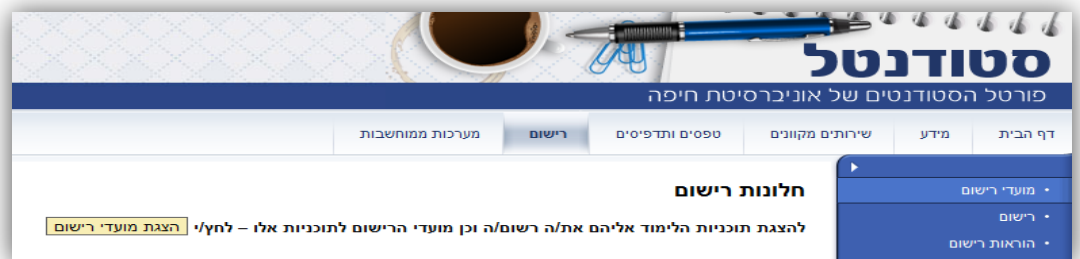 סטודנטל
פורטל הסטודנטים של אוניברסיטת חיפה
דף הבית מידע שירותים מקוונים טפסים ותדפיסים רישום מערכות ממוחשבות
• מועדי רישום
• רישום
• הוראות רישום
חלונות רישום
להצגת תוכניות הלימוד אליהם את/ה רשום/ה וכן מועדי הרישום לתוכניות אלו – לחץ/י הצגת מועדי רישום